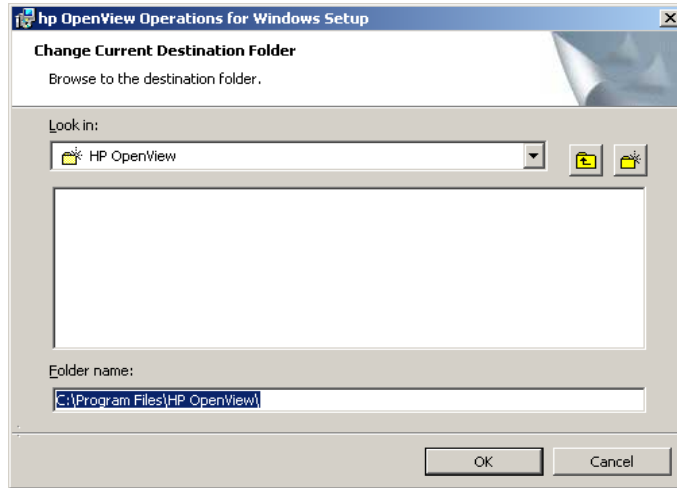 hp OpenView Operations for Windows Setup
Change Current Destination Folder
Browse to the destination folder.
Look in:
HP OpenView
Folder name:
C:\Program Files\HP OpenView\
OK Cancel